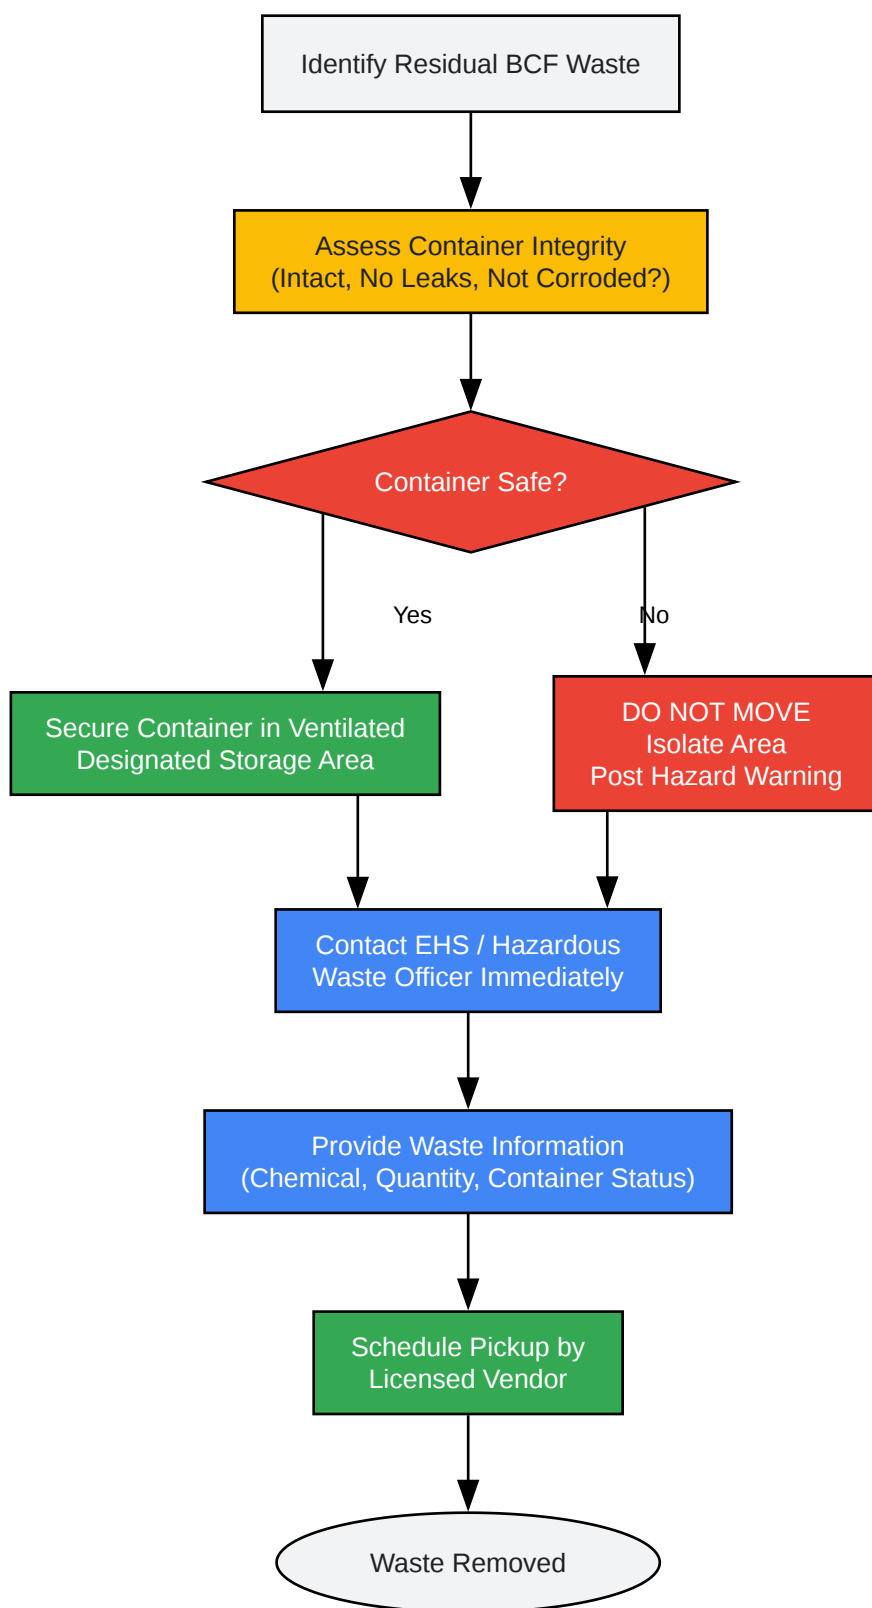 Identify Residual BCF Waste
Assess Container Integrity
(Intact, No Leaks, Not Corroded?)
Container Safe?
Yes
No
Secure Container in Ventilated
Designated Storage Area
DO NOT MOVE
Isolate Area
Post Hazard Warning
Contact EHS / Hazardous
Waste Officer Immediately
Provide Waste Information
(Chemical, Quantity, Container Status)
Schedule Pickup by
Licensed Vendor
Waste Removed